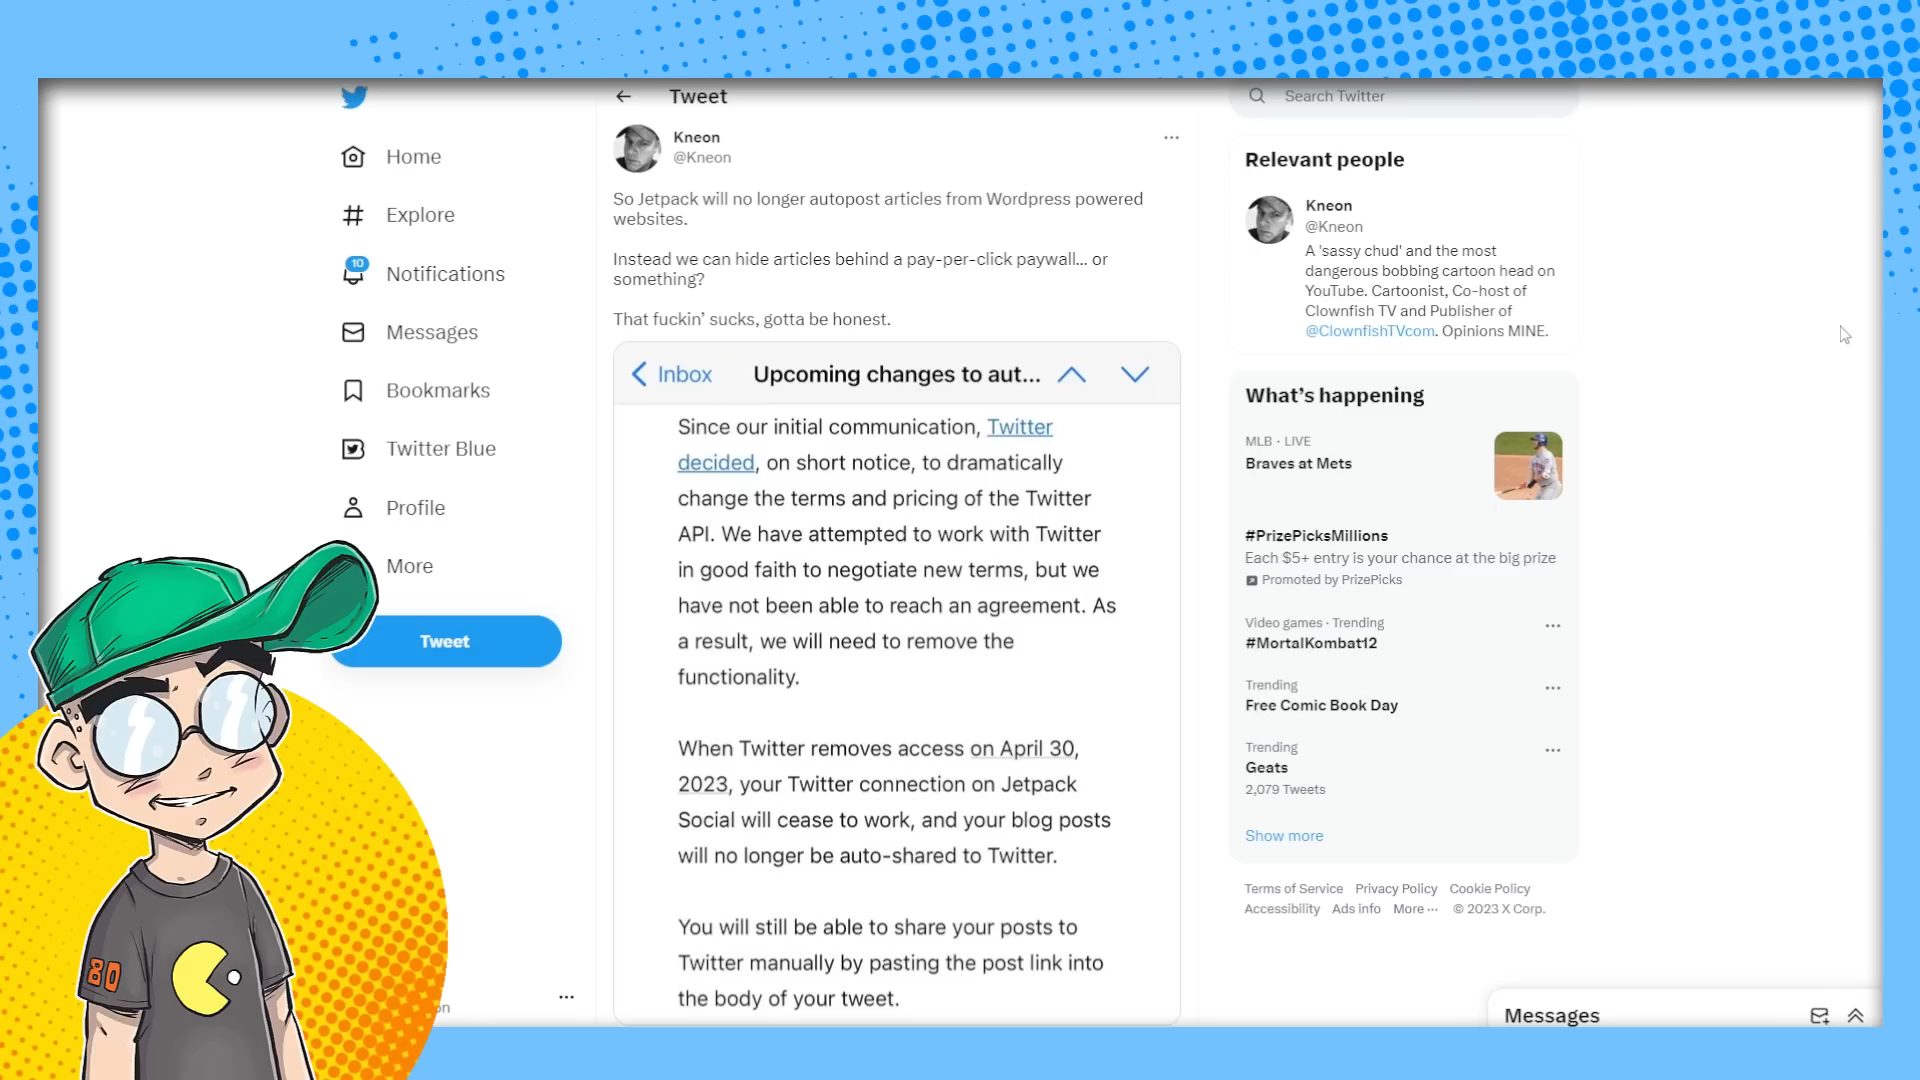 Home
Explore
10
Notifications
Messages
Bookmarks
Twitter Blue
Profile
More
Tweet
Tweet
Kneon
@Kneon
So Jetpack will no longer autopost articles from Wordpress powered
websites.
Instead we can hide articles behind a pay-per-click paywall... or
something?
That fuckin' sucks, gotta be honest.
Inbox
Upcoming changes to aut...
Since our initial communication, Twitter
decided, on short notice, to dramatically
change the terms and pricing of the Twitter
API. We have attempted to work with Twitter
in good faith to negotiate new terms, but we
have not been able to reach an agreement. As
a result, we will need to remove the
functionality.
When Twitter removes access on April 30,
2023, your Twitter connection on Jetpack
Social will cease to work, and your blog posts
will no longer be auto-shared to Twitter.
You will still be able to share your posts to
Twitter manually by pasting the post link into
the body of your tweet.
Search Twitter
Relevant people
Kneon
@Kneon
A 'sassy chud' and the most
dangerous bobbing cartoon head on
YouTube. Cartoonist, Co-host of
Clownfish TV and Publisher of
@ClownfishTVcom. Opinions MINE.
What's happening
MLB · LIVE
Braves at Mets
#PrizePicksMillions
Each $5+ entry is your chance at the big prize
Promoted by PrizePicks
Video games · Trending
#MortalKombat12
Trending
Free Comic Book Day
Trending
Geats
2,079 Tweets
Show more
Terms of Service Privacy Policy Cookie Policy
Accessibility Ads info More ··· © 2023 X Corp.
Messages
80